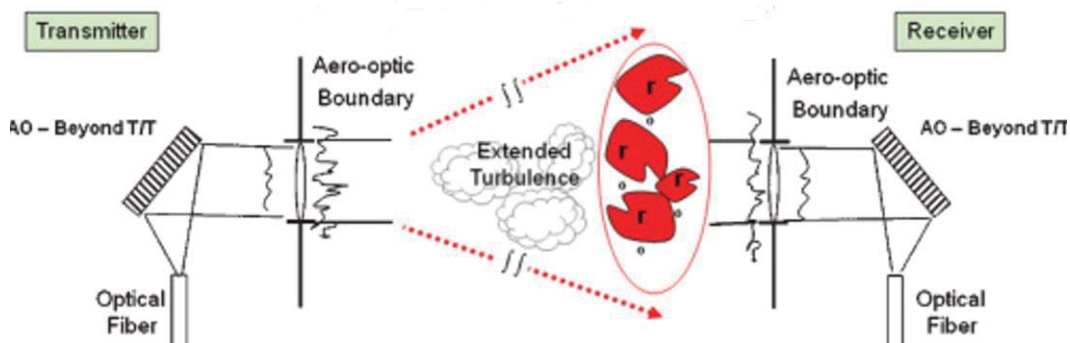 Transmitter
Receiver
Aero-optic
Boundary
Aero-optic
Boundary
AO – Beyond T/T
AO – Beyond T/T
Extended
Turbulence
r
o
r
o
r
o
r
o
Optical
Fiber
Optical
Fiber